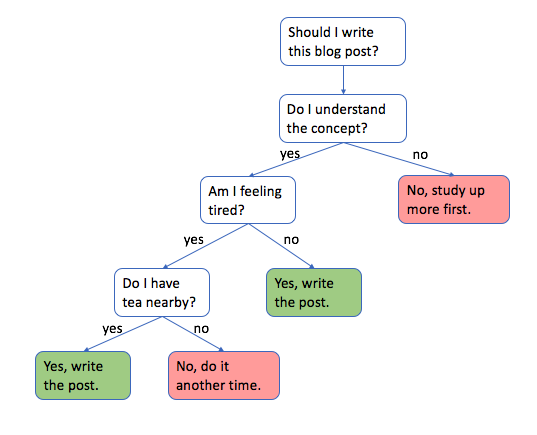 Should I write
this blog post?
Do I understand
the concept?
yes
no
Am I feeling
tired?
No, study up
more first.
yes
no
Do I have
tea nearby?
Yes, write
the post.
yes
no
Yes, write
the post.
No, do it
another time.